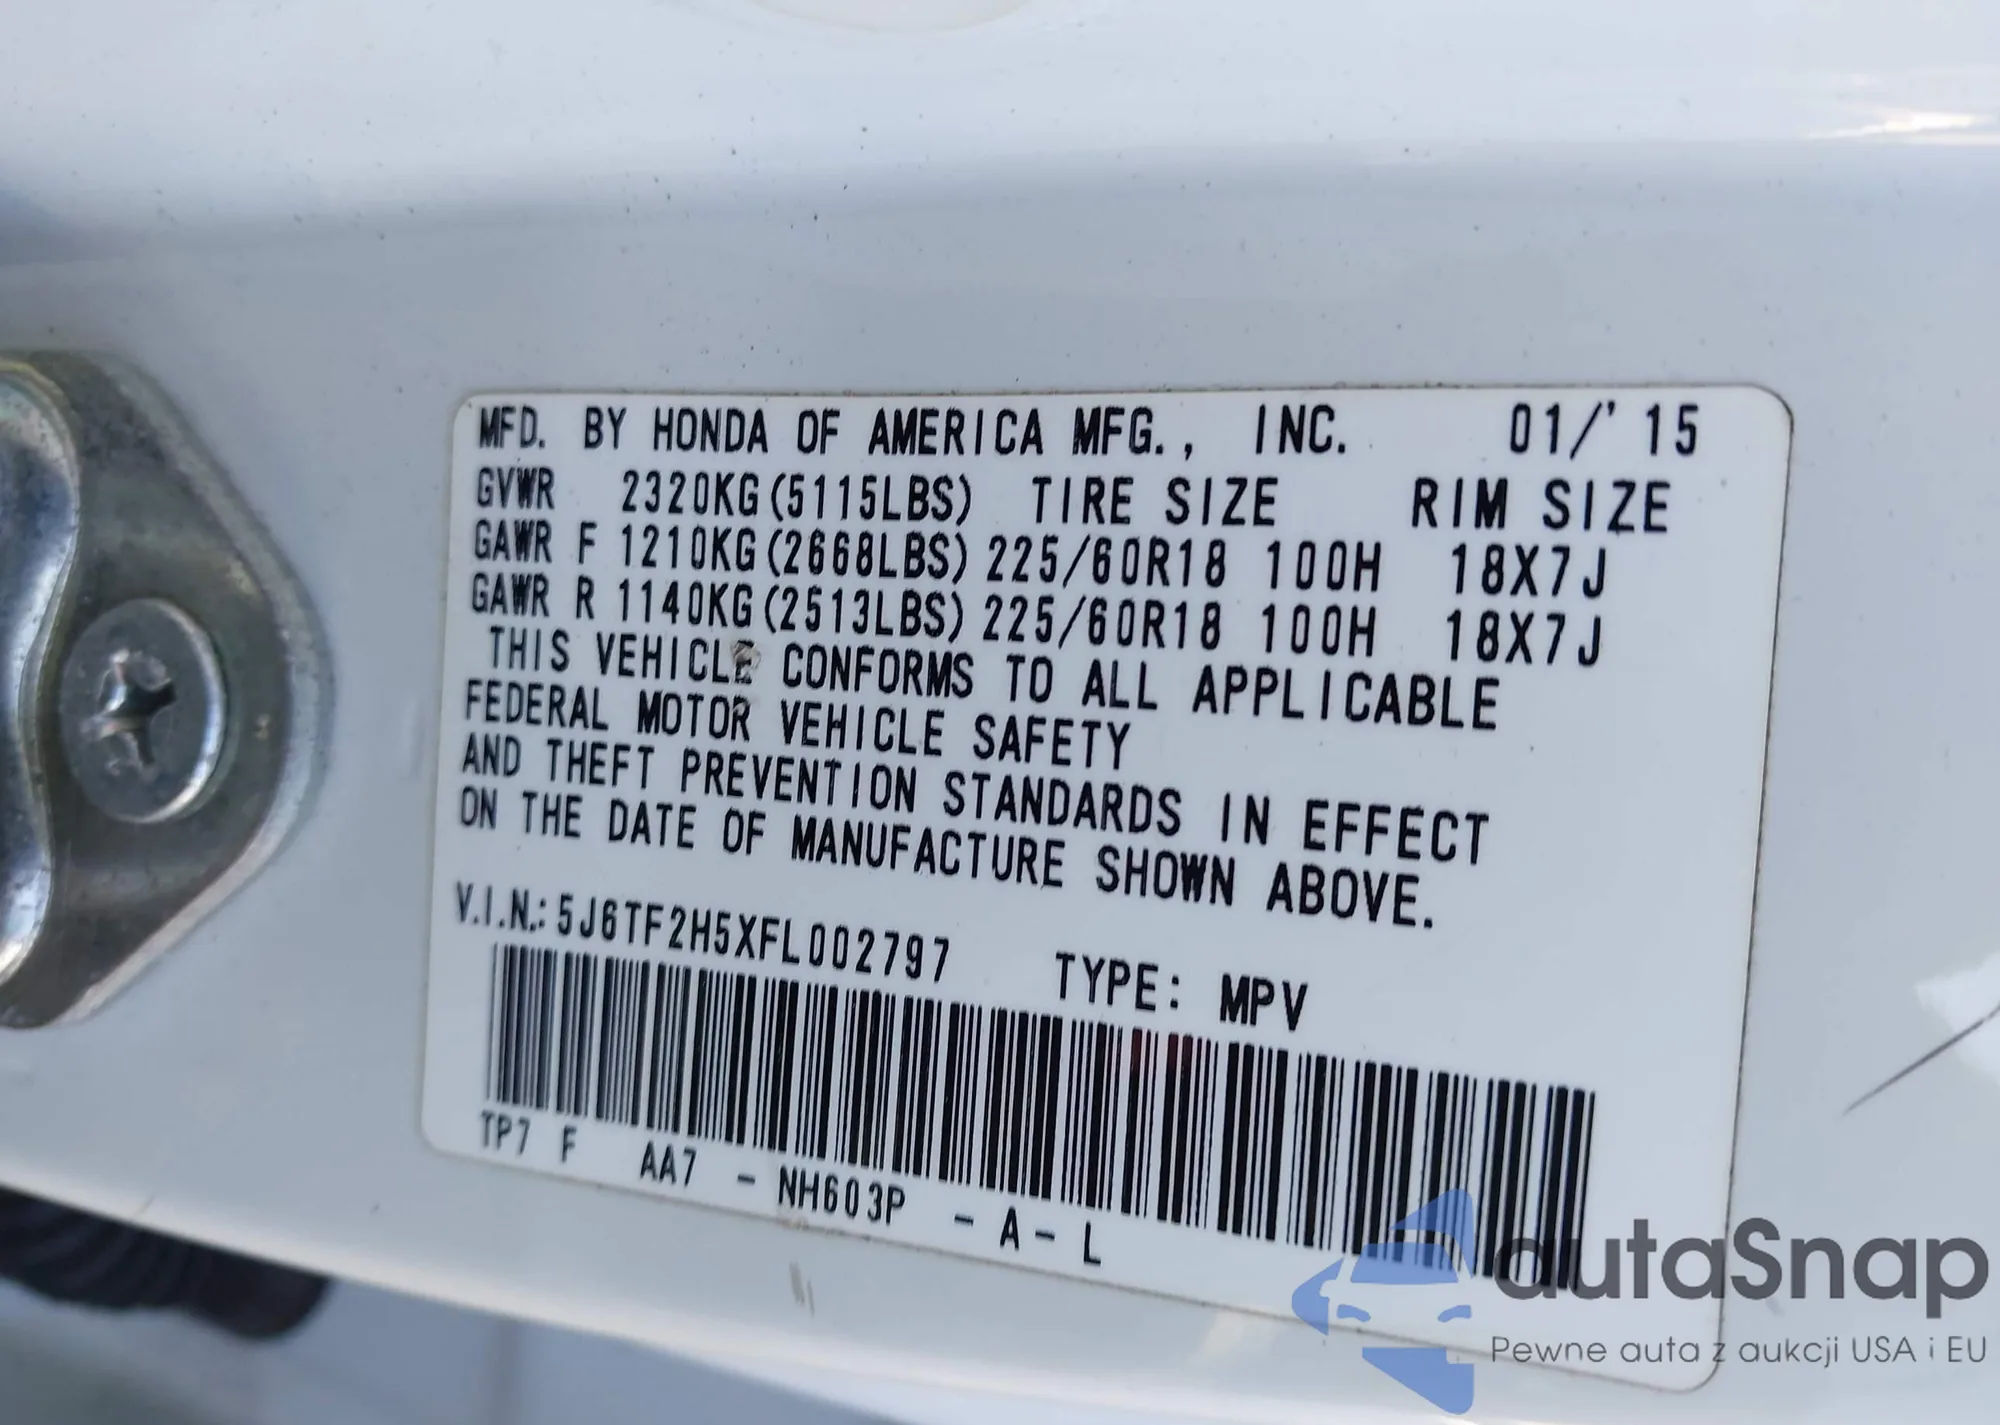 MFD. BY HONDA OF AMERICA MFG., INC. 01/'15
GVWR 2320KG(5115LBS) TIRE SIZE RIM SIZE
GAWR F 1210KG(2668LBS) 225/60R18 100H 18X7J
GAWR R 1140KG(2513LBS) 225/60R18 100H 18X7J
THIS VEHICLE CONFORMS TO ALL APPLICABLE
FEDERAL MOTOR VEHICLE SAFETY
AND THEFT PREVENTION STANDARDS IN EFFECT
ON THE DATE OF MANUFACTURE SHOWN ABOVE.
V.I.N.: 5J6TF2H5XFL002797 TYPE: MPV
TP7 F AA7 - NH603P - A - L
autaSnap
Pewne auta z aukcji USA i EU